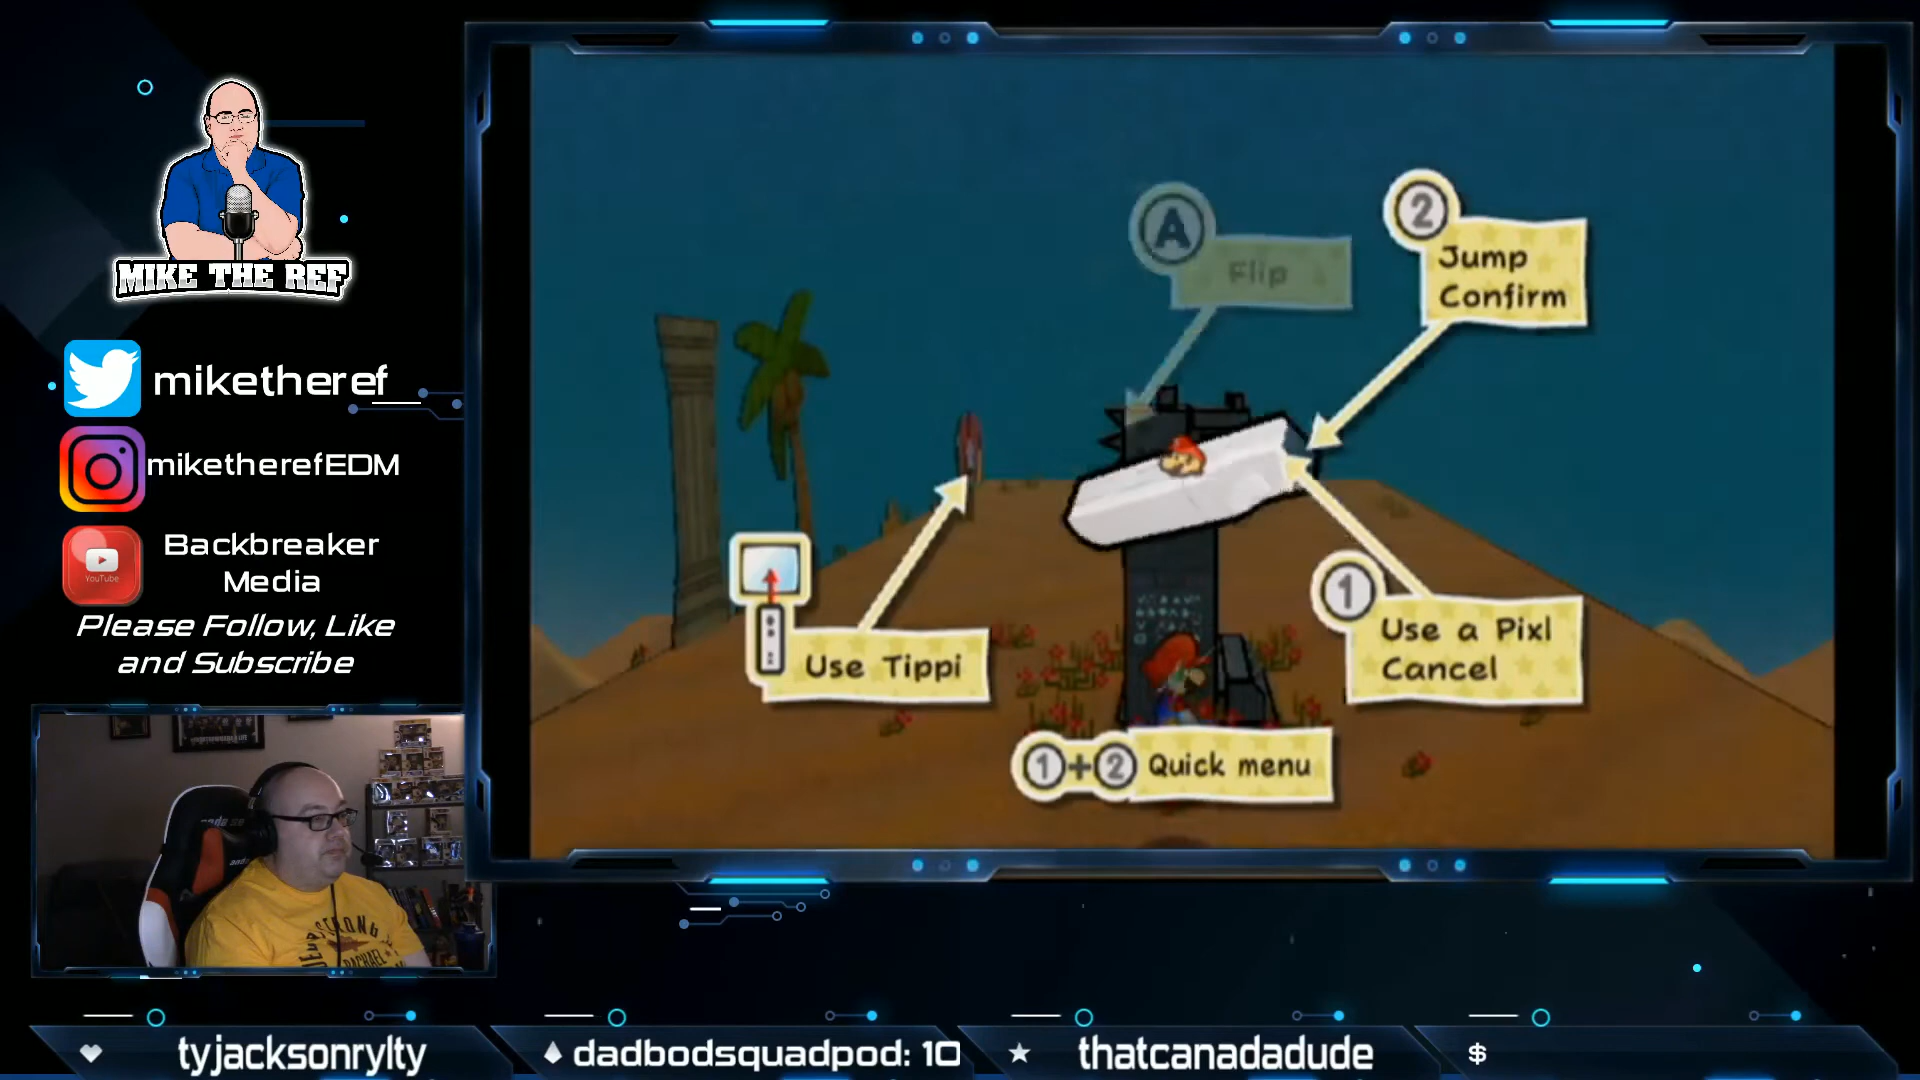 MIKE THE REF
miketheref
miketherefEDM
YouTube
Backbreaker
Media
Please Follow, Like
and Subscribe
A
Flip
2
Jump
Confirm
Use Tippi
1
Use a Pixl
Cancel
1+2 Quick menu
tyjacksonrylty
dadbodsquadpod: 10
thatcanadadude
$